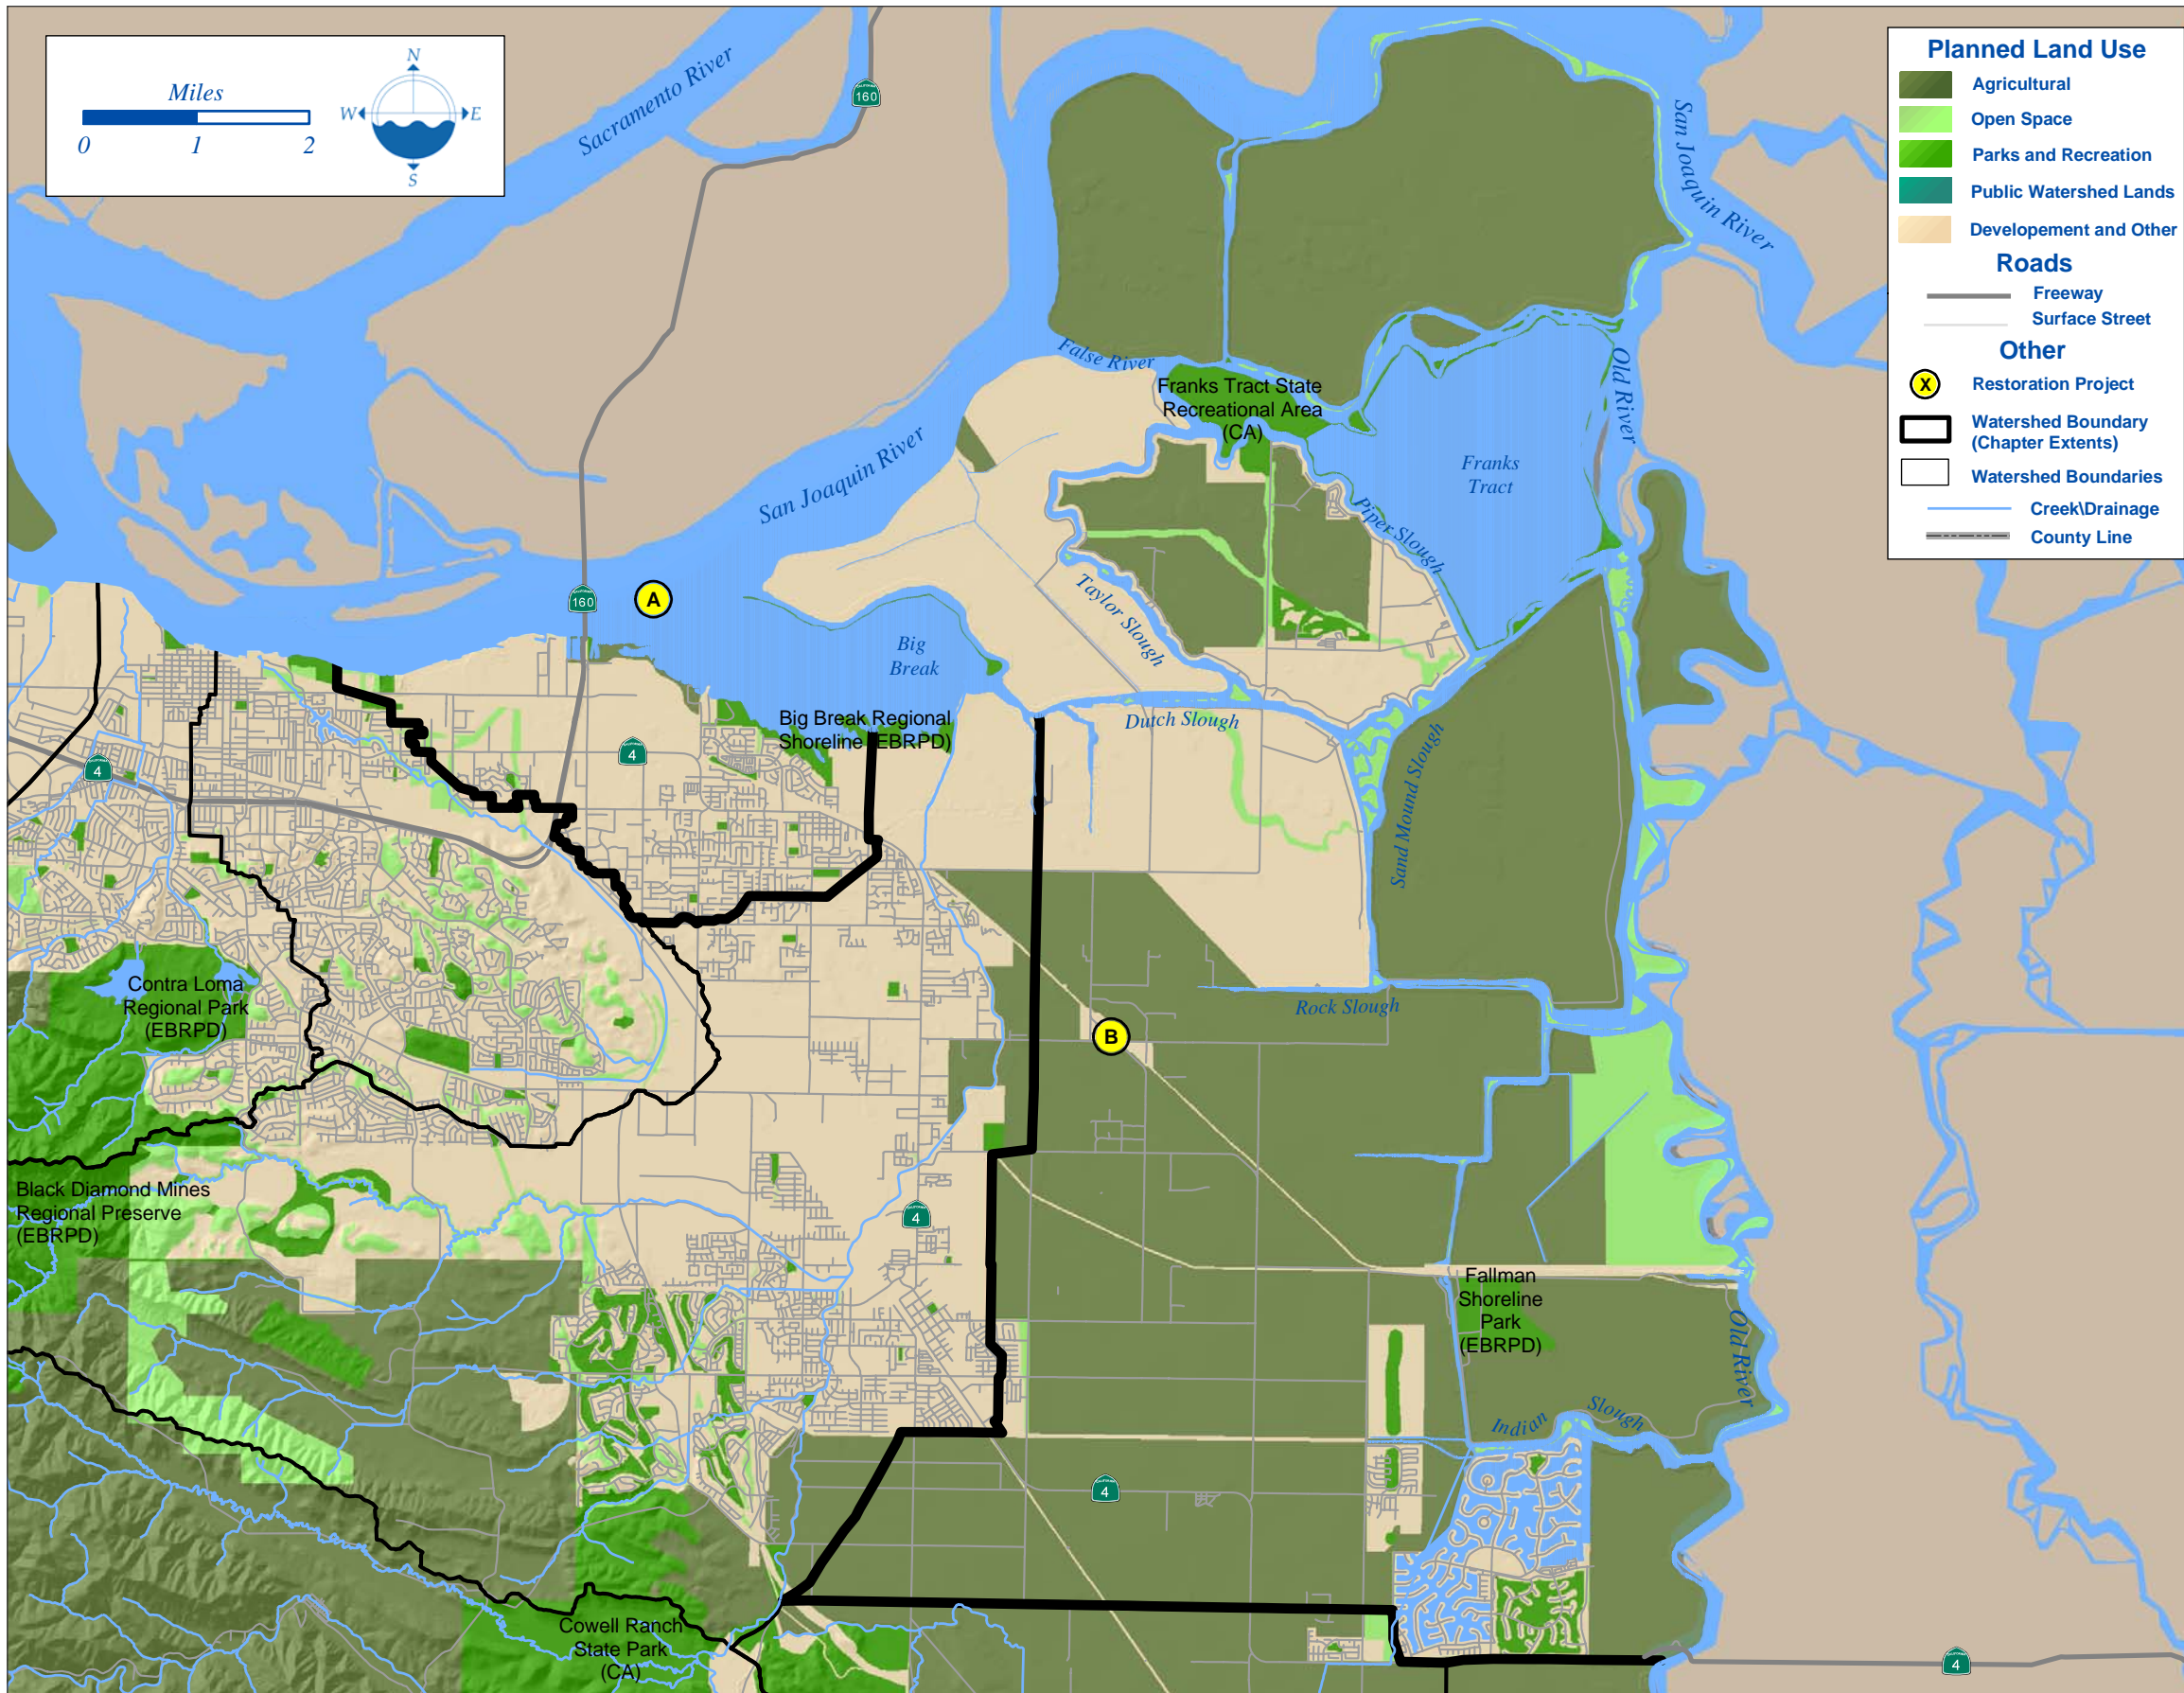 Miles
0 1 2
N
W E
S
Planned Land Use
Agricultural
Open Space
Parks and Recreation
Public Watershed Lands
Developement and Other
Roads
Freeway
Surface Street
Other
X Restoration Project
Watershed Boundary
(Chapter Extents)
Watershed Boundaries
Creek\Drainage
County Line
Sacramento River
160
San Joaquin River
False River
Franks Tract State
Recreational Area
(CA)
Old River
Franks
Tract
San Joaquin River
Piper Slough
160
A
Taylor Slough
Big
Break
Big Break Regional
Shoreline (EBRPD)
Dutch Slough
4
4
Sand Mound Slough
Contra Loma
Regional Park
(EBRPD)
Rock Slough
B
Black Diamond Mines
Regional Preserve
(EBRPD)
4
Fallman
Shoreline
Park
(EBRPD)
Old River
Indian Slough
4
Cowell Ranch
State Park
(CA)
4